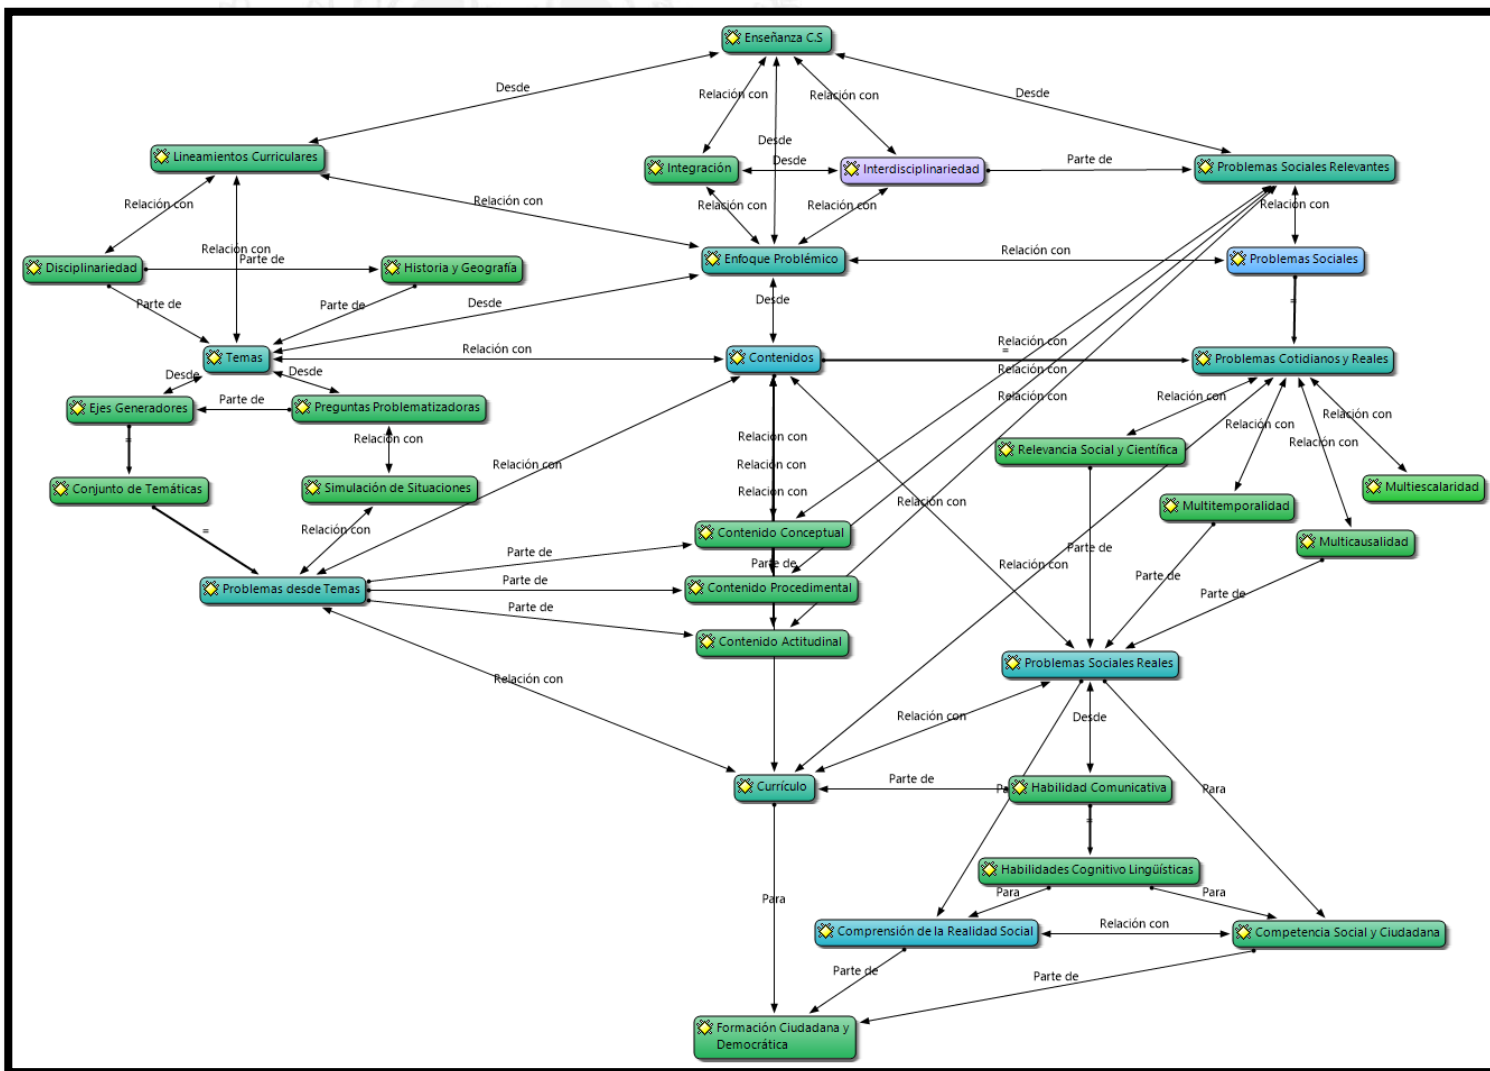 Enseñanza C.S
Desde
Relación con
Relación con
Desde
Desde
Lineamientos Curriculares
Integración
Desde
Interdisciplinariedad
Parte de
Problemas Sociales Relevantes
Relación con
Relación con
Relación con
Relación con
Relación con
Relación con
Disciplinariedad
Parte de
Historia y Geografía
Enfoque Problémico
Relación con
Problemas Sociales
Parte de
Parte de
Desde
Desde
=
Temas
Relación con
Contenidos
=
Relación con
Problemas Cotidianos y Reales
Desde
Desde
Relación con
Relación con
Ejes Generadores
Parte de
Preguntas Problematizadoras
Relación con
Relación con
Relación con
Relación con
=
Relación con
Relación con
Relación con
Relevancia Social y Científica
Relación con
Relación con
Conjunto de Temáticas
Simulación de Situaciones
Relación con
Relación con
Multitemporalidad
Multiescalaridad
=
Relación con
Contenido Conceptual
Multicausalidad
Parte de
Parte de
Parte de
Relación con
Parte de
Problemas desde Temas
Parte de
Contenido Procedimental
Parte de
Parte de
Contenido Actitudinal
Problemas Sociales Reales
Relación con
Relación con
Desde
Currículo
Parte de
Habilidad Comunicativa
Para
=
Habilidades Cognitivo Lingüísticas
Para
Para
Para
Comprensión de la Realidad Social
Relación con
Competencia Social y Ciudadana
Parte de
Parte de
Formación Ciudadana y
Democrática